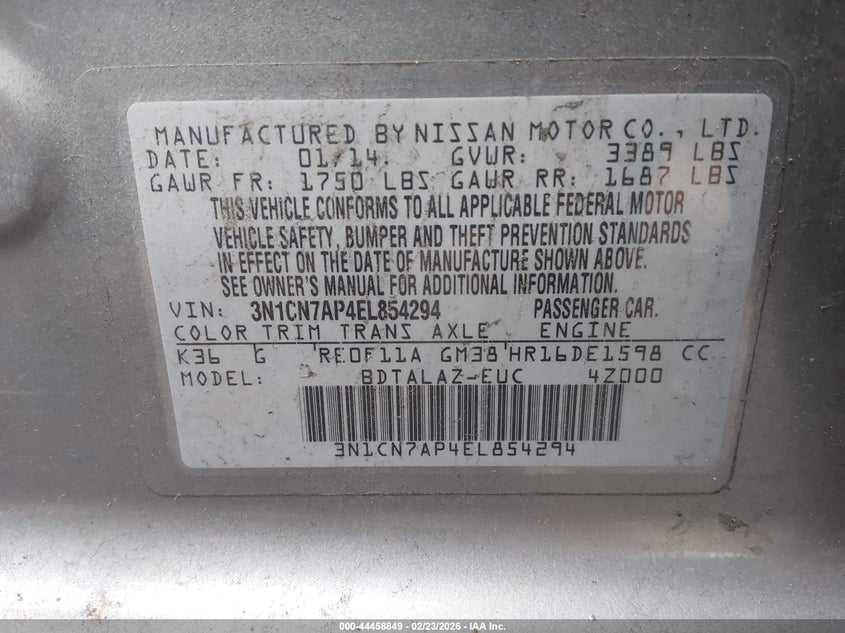 MANUFACTURED BY NISSAN MOTOR CO., LTD.
DATE: 01/14 GVWR: 3389 LBS
GAWR FR: 1750 LBS GAWR RR: 1687 LBS
THIS VEHICLE CONFORMS TO ALL APPLICABLE FEDERAL MOTOR
VEHICLE SAFETY, BUMPER AND THEFT PREVENTION STANDARDS
IN EFFECT ON THE DATE OF MANUFACTURE SHOWN ABOVE.
SEE OWNER'S MANUAL FOR ADDITIONAL INFORMATION.
VIN: 3N1CN7AP4EL854294 PASSENGER CAR.
COLOR TRIM TRANS AXLE ENGINE
K36 G RE0F11A GM38 HR16DE1598 CC
MODEL: BDTALAZ-EUC 4Z000
3N1CN7AP4EL854294
000-44458849 | 02/23/2026 - IAA Inc.